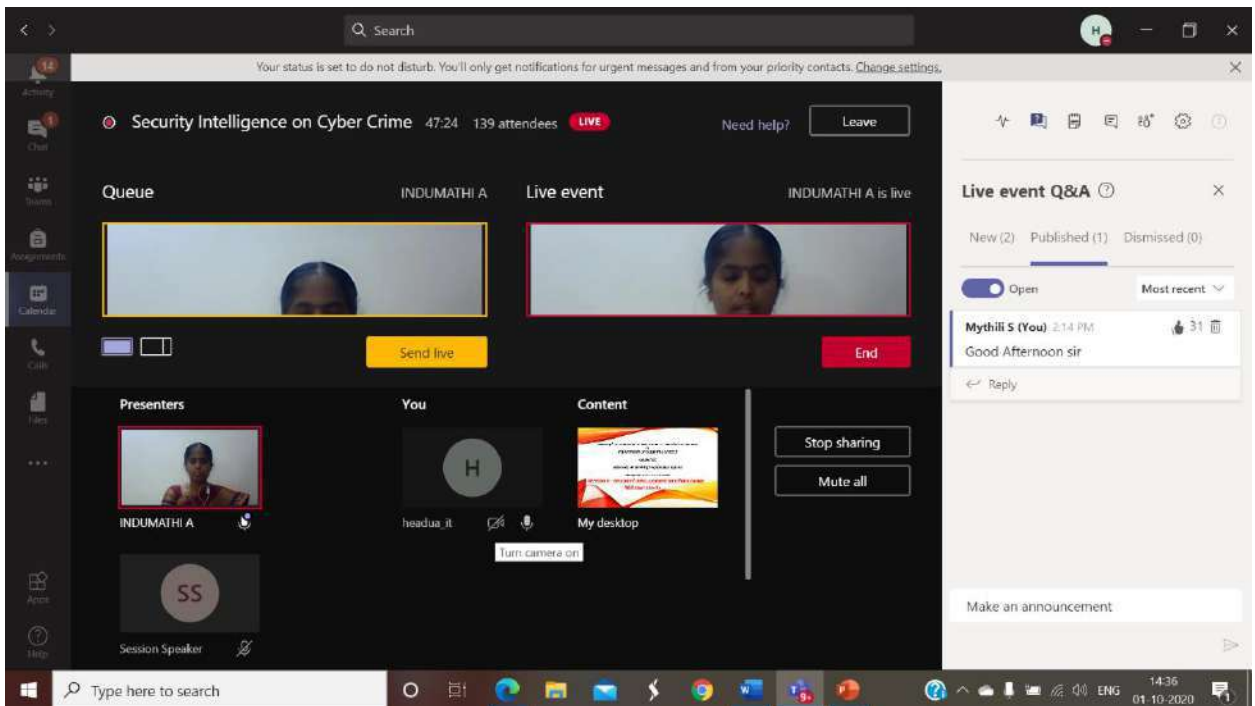 Search
H
Your status is set to do not disturb. You'll only get notifications for urgent messages and from your priority contacts. Change settings.
14
Activity
1
Chat
Teams
Assignments
Calendar
Calls
Files
Apps
Help
Security Intelligence on Cyber Crime 47:24 139 attendees LIVE
Need help? Leave
Queue INDUMATHI A
Live event INDUMATHI A is live
Send live
End
Presenters
INDUMATHI A
SS
Session Speaker
You
H
headua_it
Turn camera on
Content
My desktop
Stop sharing
Mute all
Live event Q&A
New (2) Published (1) Dismissed (0)
Open Most recent
Mythili S (You) 2:14 PM 31
Good Afternoon sir
Reply
Make an announcement
Type here to search
9+
ENG
14:36
01-10-2020
1